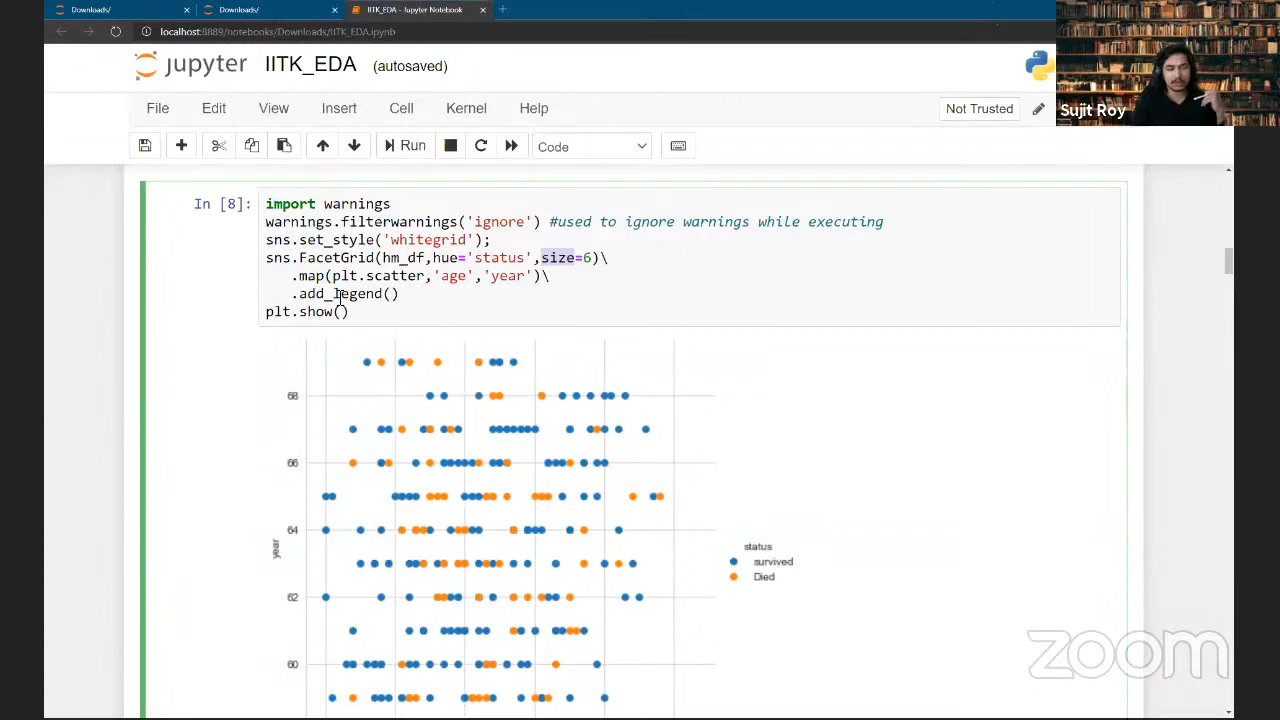 Downloads/
Downloads/
IITK_EDA - Jupyter Notebook
localhost:8889/notebooks/Downloads/IITK_EDA.ipynb
jupyter IITK_EDA (autosaved)
Sujit Roy
File Edit View Insert Cell Kernel Help
Not Trusted
Run
Code
In [8]:
import warnings
warnings.filterwarnings('ignore') #used to ignore warnings while executing
sns.set_style('whitegrid');
sns.FacetGrid(hm_df,hue='status',size=6)\
.map(plt.scatter,'age','year')\
.add_legend()
plt.show()
68
66
64
year
62
60
status
survived
Died
zoom